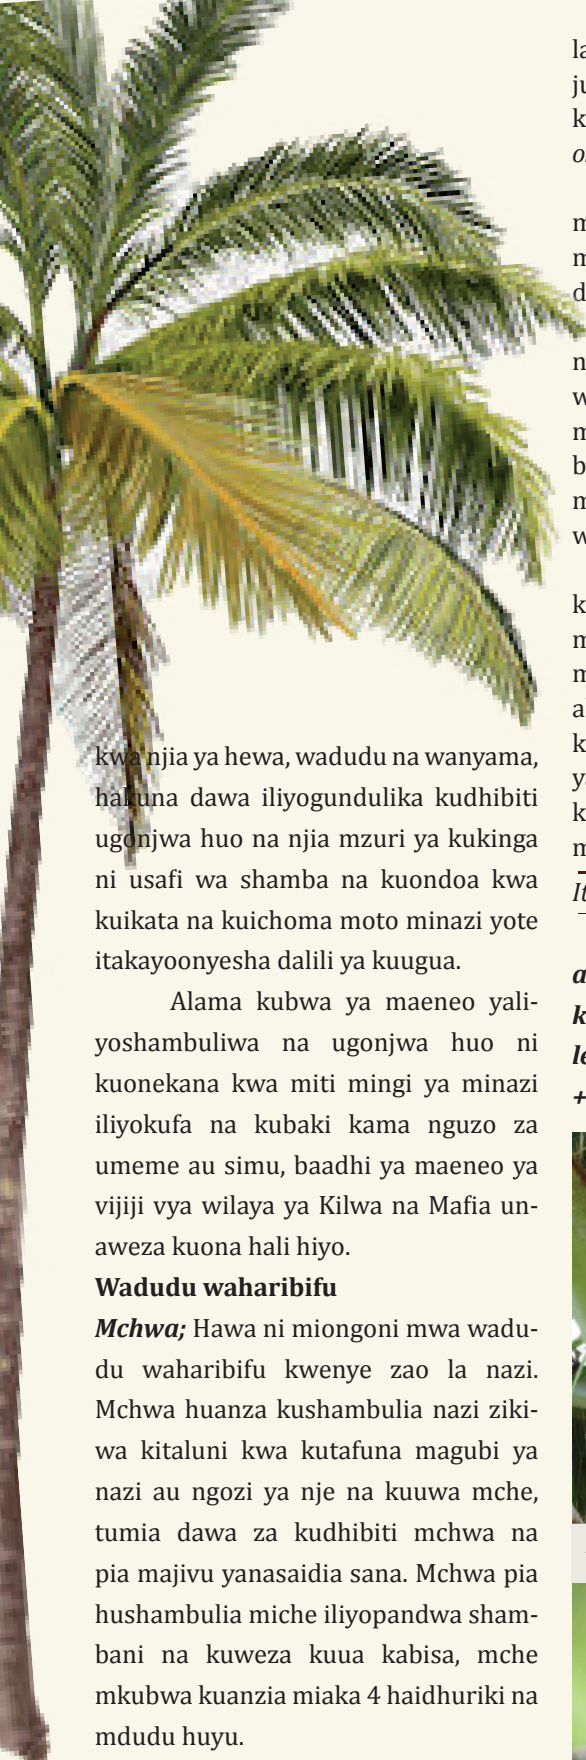 kwa njia ya hewa, wadudu na wanyama,
hakuna dawa iliyogundulika kudhibiti
ugonjwa huo na njia mzuri ya kukinga
ni usafi wa shamba na kuondoa kwa
kuikata na kuichoma moto minazi yote
itakayoonyesha dalili ya kuugua.
Alama kubwa ya maeneo yali-
yoshambuliwa na ugonjwa huo ni
kuonekana kwa miti mingi ya minazi
iliyokufa na kubaki kama nguzo za
umeme au simu, baadhi ya maeneo ya
vijiji vya wilaya ya Kilwa na Mafia un-
aweza kuona hali hiyo.
Wadudu waharibifu
Mchwa; Hawa ni miongoni mwa wadu-
du waharibifu kwenye zao la nazi.
Mchwa huanza kushambulia nazi ziki-
wa kitaluni kwa kutafuna magubi ya
nazi au ngozi ya nje na kuuwa mche,
tumia dawa za kudhibiti mchwa na
pia majivu yanasaidia sana. Mchwa pia
hushambulia miche iliyopandwa sham-
bani na kuweza kuua kabisa, mche
mkubwa kuanzia miaka 4 haidhuriki na
mdudu huyu.